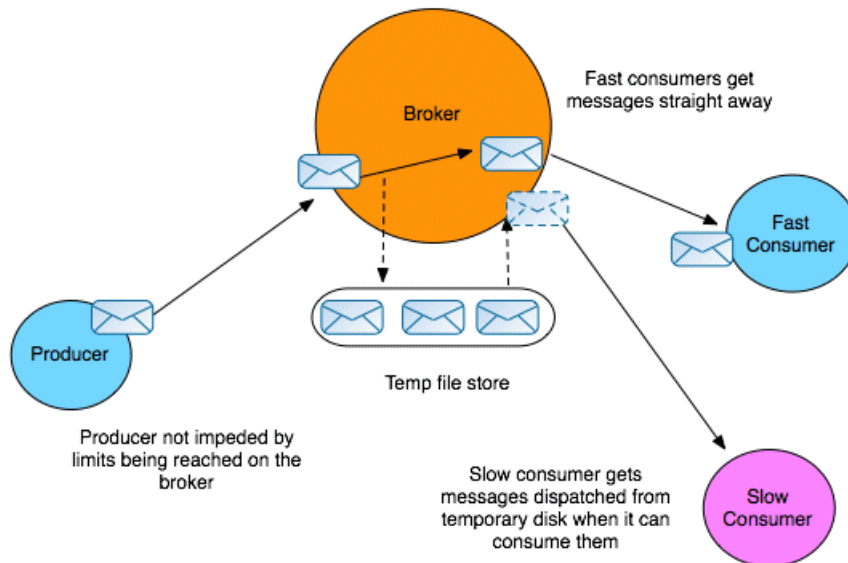 Broker
Fast consumers get
messages straight away
Fast
Consumer
Producer
Temp file store
Producer not impeded by
limits being reached on the
broker
Slow consumer gets
messages dispatched from
temporary disk when it can
consume them
Slow
Consumer